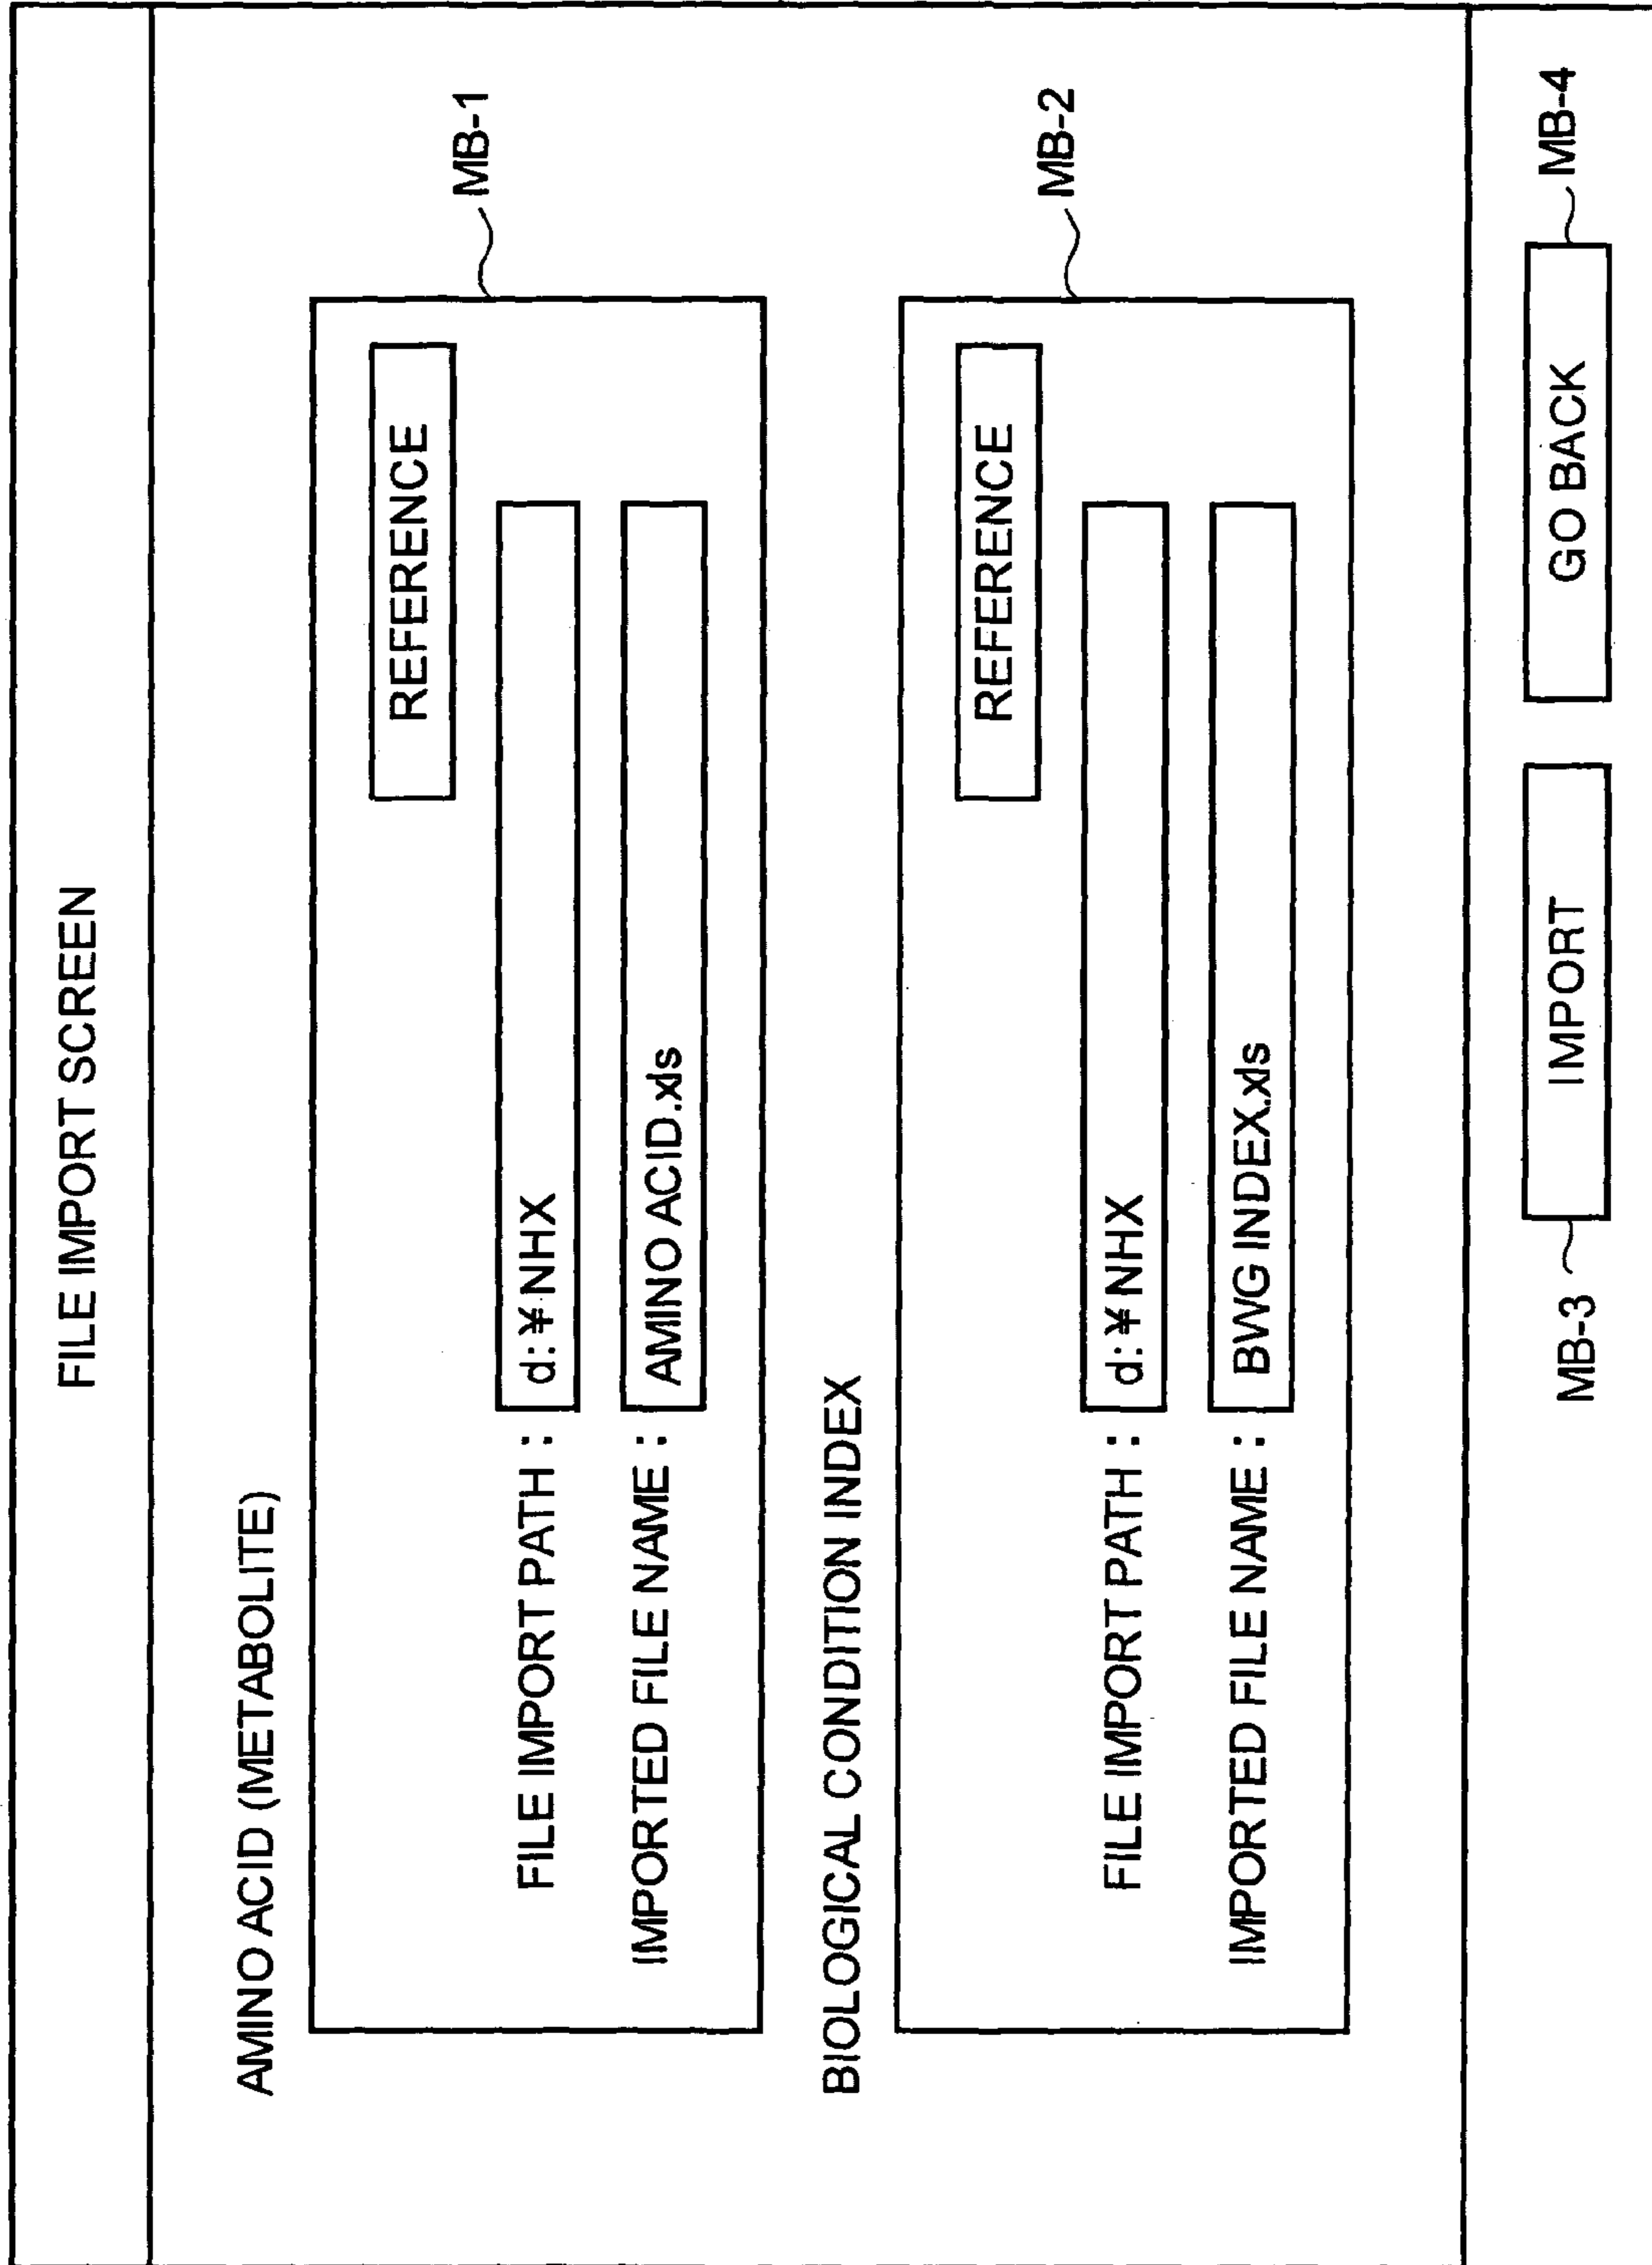 FILE IMPORT SCREEN
AMINO ACID (METABOLITE)
MB-1
REFERENCE
FILE IMPORT PATH : d:¥NHX
IMPORTED FILE NAME : AMINO ACID.xls
BIOLOGICAL CONDITION INDEX
MB-2
REFERENCE
FILE IMPORT PATH : d:¥NHX
IMPORTED FILE NAME : BWG INDEX.xls
MB-3 IMPORT GO BACK MB-4